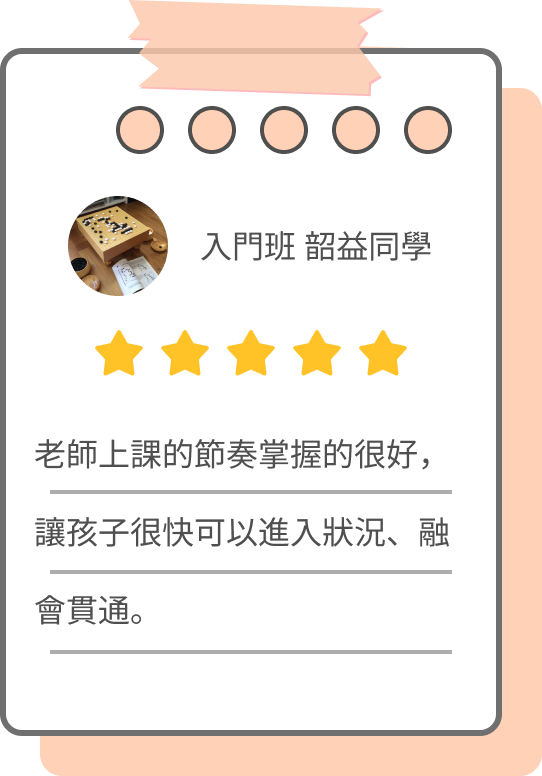 入門班 韶益同學
老師上課的節奏掌握的很好，
讓孩子很快可以進入狀況、融
會貫通。